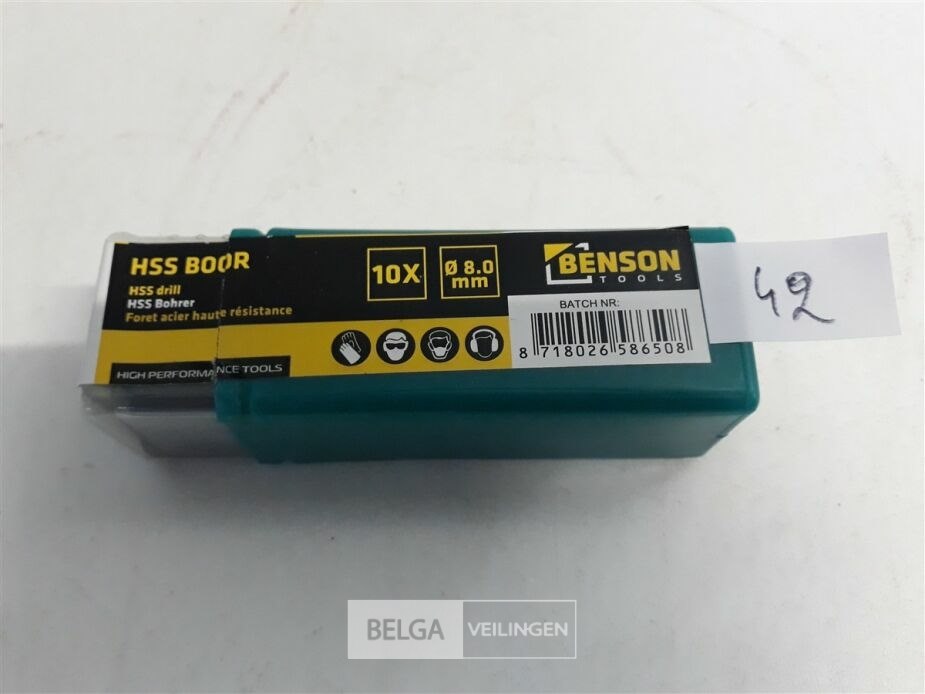 HSS BOOR
HSS drill
HSS Bohrer
Foret acier haute résistance
HIGH PERFORMANCE TOOLS
10X
Ø 8.0
mm
BENSON
TOOLS
BATCH NR:
8 718026 586508
42
BELGA VEILINGEN